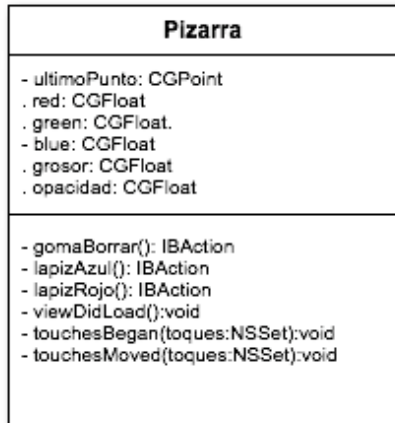 Pizarra
- ultimoPunto: CGPoint
. red: CGFloat
. green: CGFloat.
- blue: CGFloat
. grosor: CGFloat
. opacidad: CGFloat
- gomaBorrar(): IBAction
- lapizAzul(): IBAction
- lapizRojo(): IBAction
- viewDidLoad():void
- touchesBegan(toques:NSSet):void
- touchesMoved(toques:NSSet):void